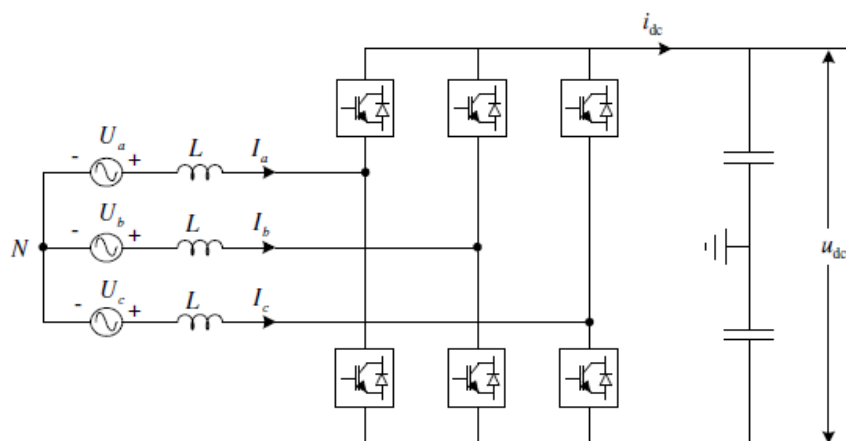 i_dc
U_a
- +
L
I_a
U_b
- +
L
I_b
N
u_dc
U_c
- +
L
I_c